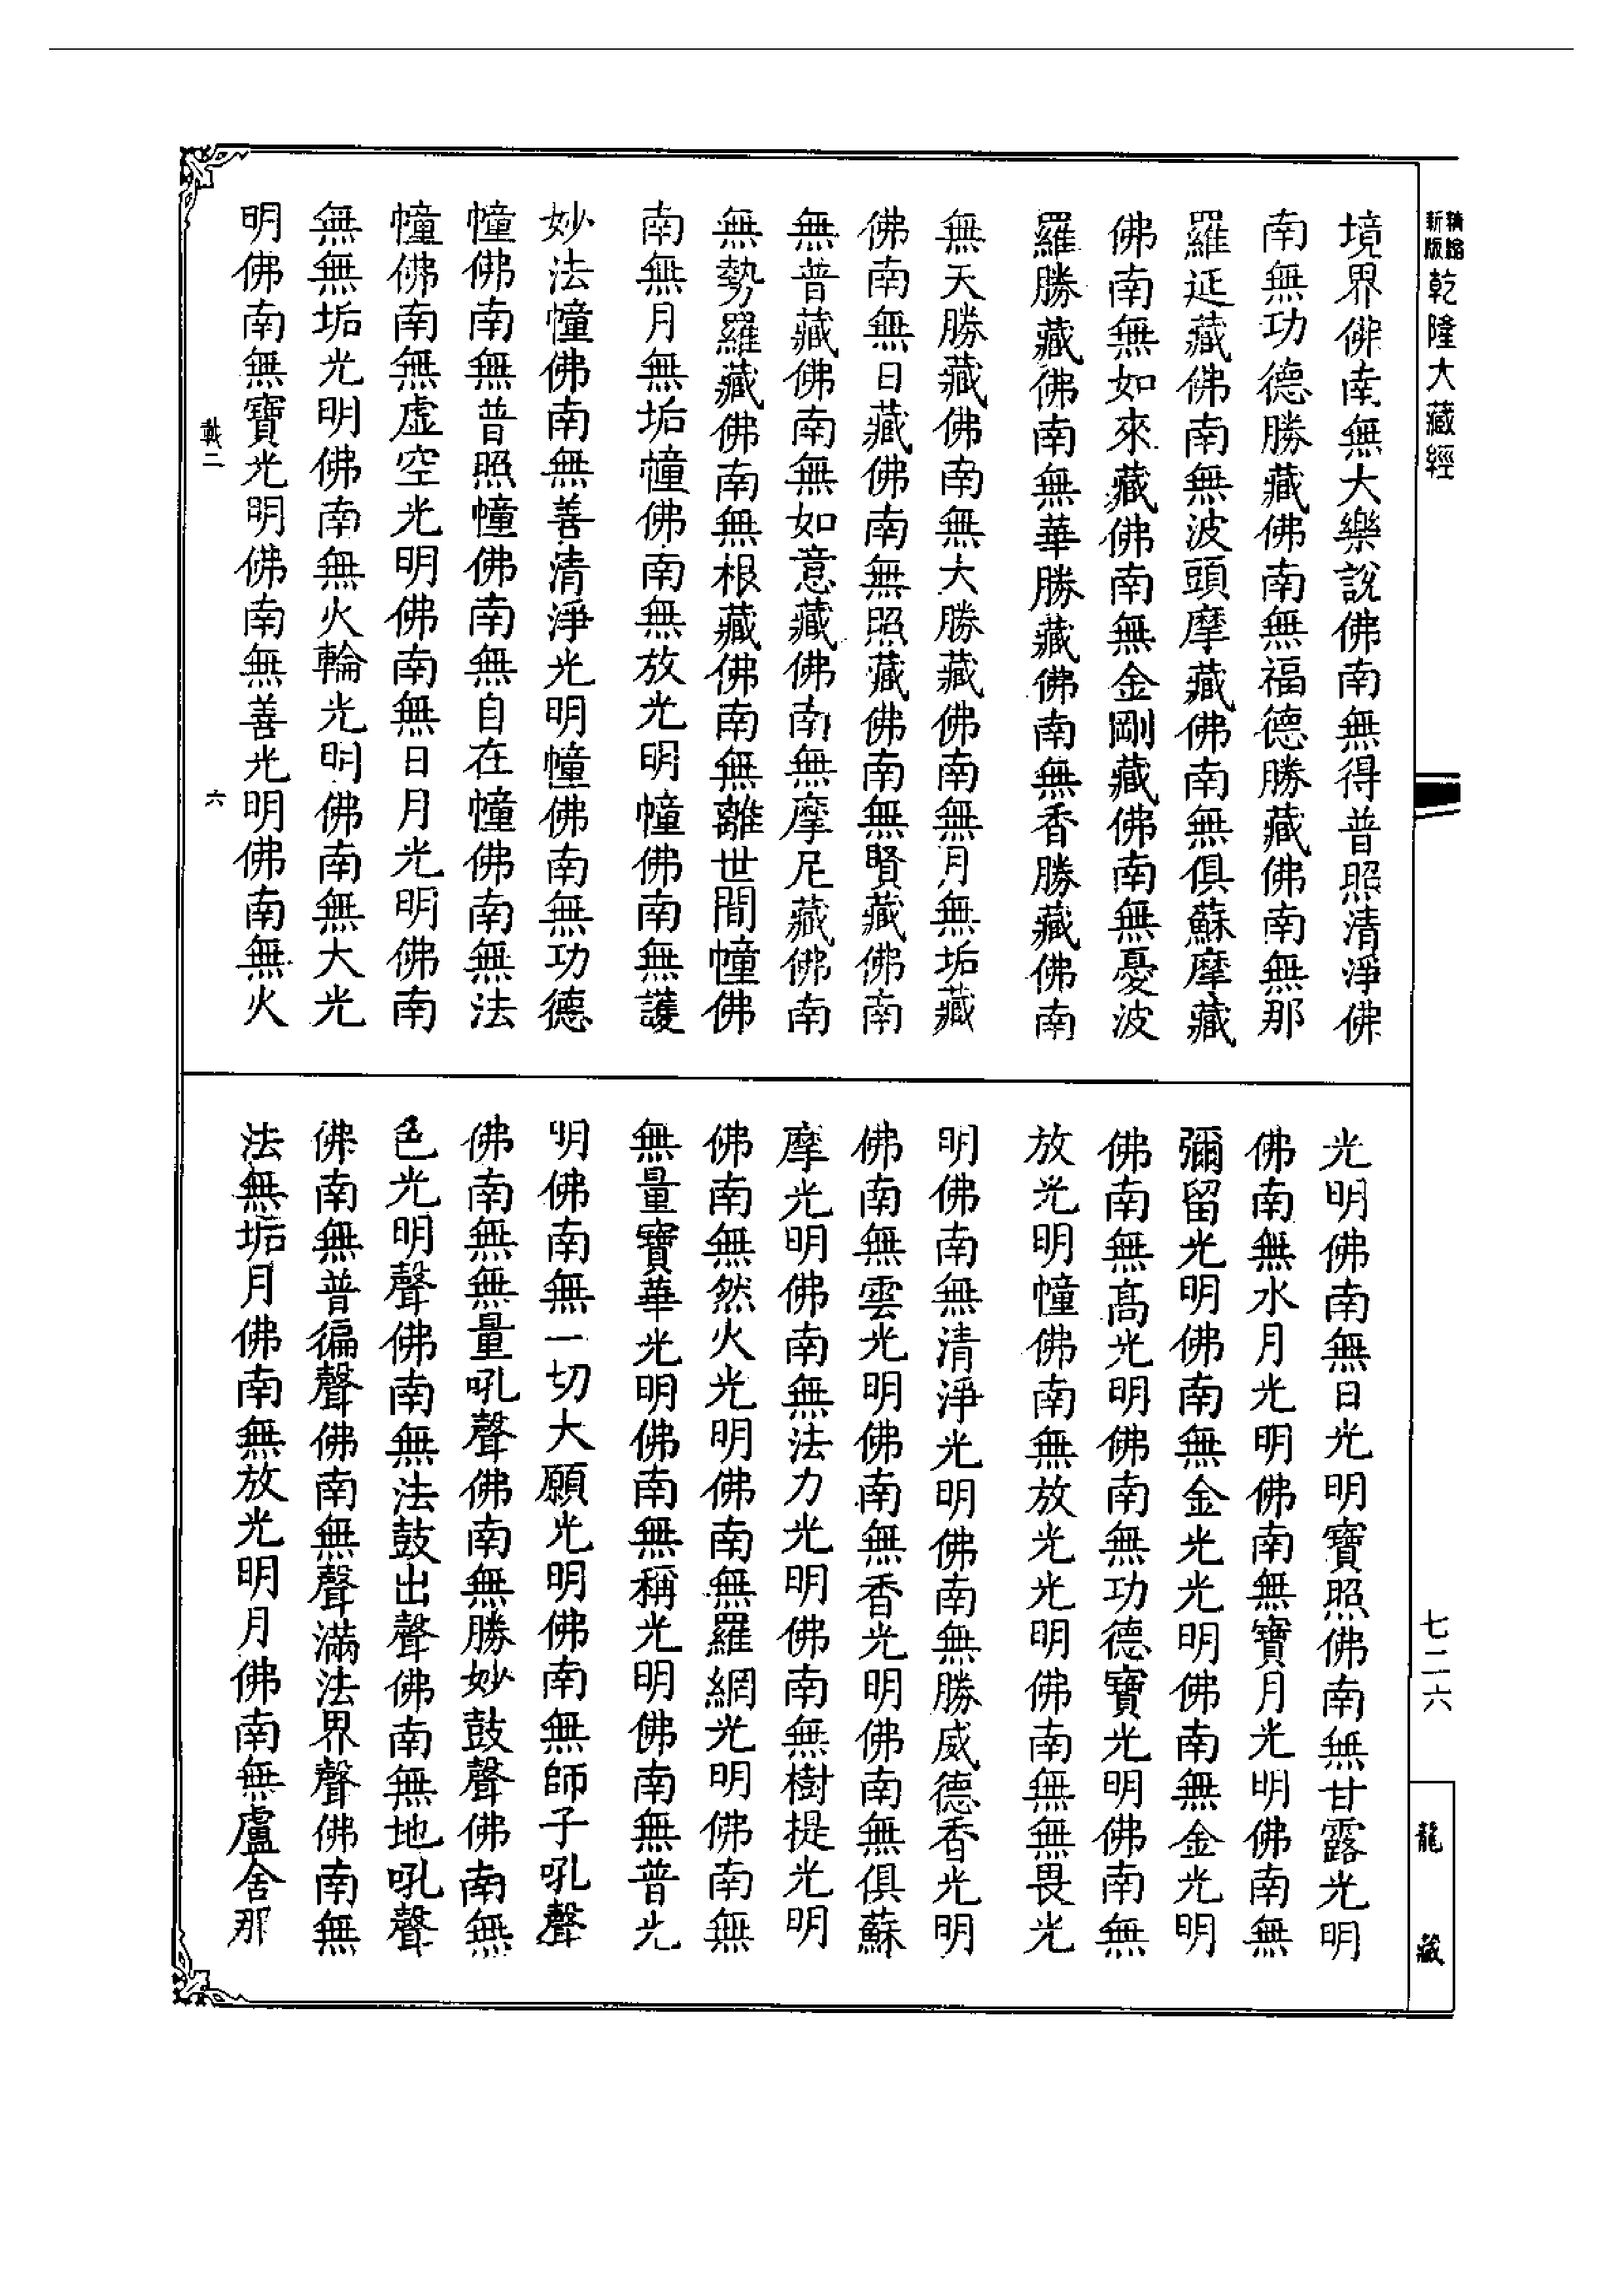 新版
精縮
乾隆大藏經
境界佛南無大樂說佛南無得普照清淨佛
南無功德勝藏佛南無福德勝藏佛南無那
羅延藏佛南無波頭摩藏佛南無俱蘇摩藏
佛南無如來藏佛南無金剛藏佛南無憂波
羅勝藏佛南無華勝藏佛南無香勝藏佛南
無天勝藏佛南無大勝藏佛南無月無垢藏
佛南無日藏佛南無照藏佛南無賢藏佛南
無普藏佛南無如意藏佛南無摩尼藏佛南
無勢羅藏佛南無根藏佛南無離世間幢佛
南無月無垢幢佛南無放光明幢佛南無護
妙法幢佛南無善清淨光明幢佛南無功德
幢佛南無普照幢佛南無自在幢佛南無法
幢佛南無虛空光明佛南無日月光明佛南
無無垢光明佛南無火輪光明佛南無大光
明佛南無寶光明佛南無善光明佛南無火
二
六
光明佛南無日光明寶照佛南無甘露光明
佛南無水月光明佛南無寶月光明佛南無
彌留光明佛南無金光光明佛南無金光明
佛南無高光明佛南無功德寶光明佛南無
放光明幢佛南無放光光明佛南無無畏光
明佛南無清淨光明佛南無勝威德香光明
佛南無雲光明佛南無香光明佛南無俱蘇
摩光明佛南無法力光明佛南無樹提光明
佛南無然火光明佛南無羅網光明佛南無
無量寶華光明佛南無稱光明佛南無普光
明佛南無一切大願光明佛南無師子吼聲
佛南無無量吼聲佛南無勝妙鼓聲佛南無
色光明聲佛南無法鼓出聲佛南無地吼聲
佛南無普徧聲佛南無聲滿法界聲佛南無
法無垢月佛南無放光明月佛南無盧舍那
七二六
龍藏